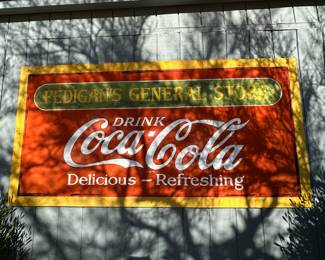 FEDIGAN'S GENERAL STORE
DRINK
Coca-Cola
Delicious – Refreshing